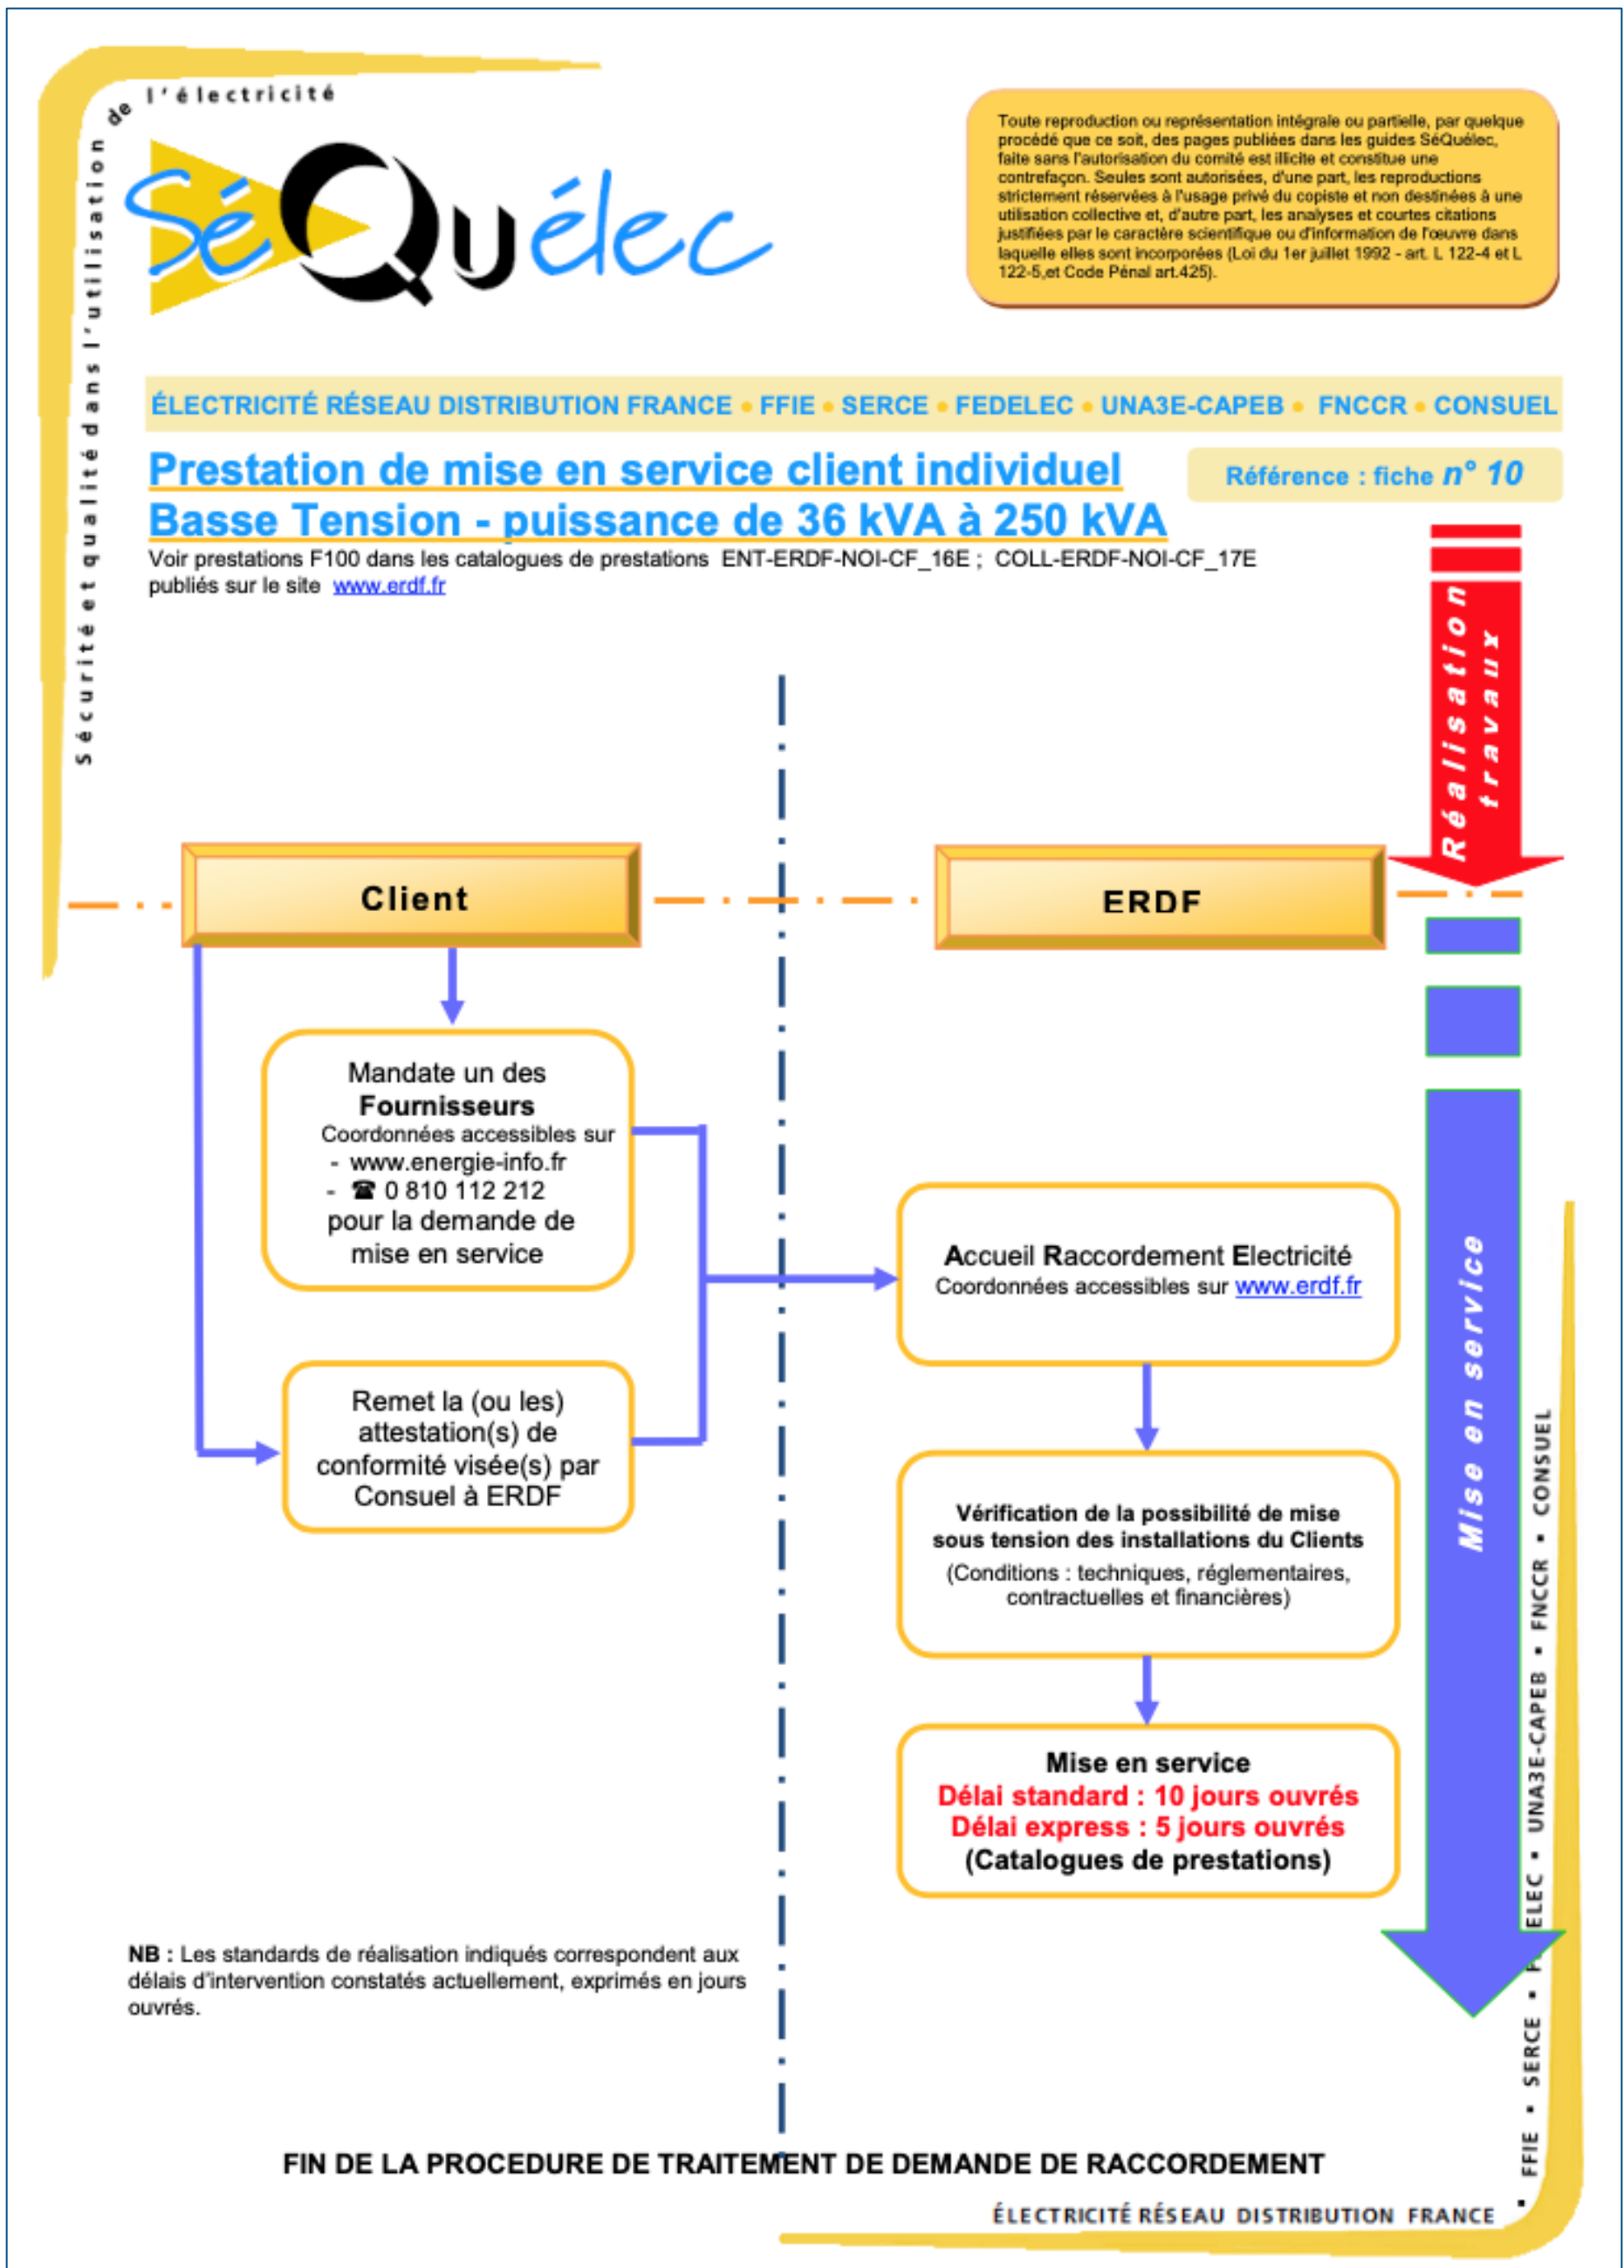 Sécurité et qualité dans l'utilisation de l'électricité
SéQuélec
Toute reproduction ou représentation intégrale ou partielle, par quelque
procédé que ce soit, des pages publiées dans les guides SéQuélec,
faite sans l'autorisation du comité est illicite et constitue une
contrefaçon. Seules sont autorisées, d'une part, les reproductions
strictement réservées à l'usage privé du copiste et non destinées à une
utilisation collective et, d'autre part, les analyses et courtes citations
justifiées par le caractère scientifique ou d'information de l'œuvre dans
laquelle elles sont incorporées (Loi du 1er juillet 1992 - art. L 122-4 et L
122-5,et Code Pénal art.425).
ÉLECTRICITÉ RÉSEAU DISTRIBUTION FRANCE • FFIE • SERCE • FEDELEC • UNA3E-CAPEB • FNCCR • CONSUEL
Prestation de mise en service client individuel
Basse Tension - puissance de 36 kVA à 250 kVA
Référence : fiche n° 10
Voir prestations F100 dans les catalogues de prestations ENT-ERDF-NOI-CF_16E ; COLL-ERDF-NOI-CF_17E
publiés sur le site www.erdf.fr
Réalisation
travaux
Client
ERDF
Mandate un des
Fournisseurs
Coordonnées accessibles sur
- www.energie-info.fr
- ☎ 0 810 112 212
pour la demande de
mise en service
Remet la (ou les)
attestation(s) de
conformité visée(s) par
Consuel à ERDF
Accueil Raccordement Electricité
Coordonnées accessibles sur www.erdf.fr
Vérification de la possibilité de mise
sous tension des installations du Clients
(Conditions : techniques, réglementaires,
contractuelles et financières)
Mise en service
Délai standard : 10 jours ouvrés
Délai express : 5 jours ouvrés
(Catalogues de prestations)
Mise en service
NB : Les standards de réalisation indiqués correspondent aux
délais d'intervention constatés actuellement, exprimés en jours
ouvrés.
FIN DE LA PROCEDURE DE TRAITEMENT DE DEMANDE DE RACCORDEMENT
ÉLECTRICITÉ RÉSEAU DISTRIBUTION FRANCE
▪ FFIE ▪ SERCE ▪ ELEC ▪ UNA3E-CAPEB ▪ FNCCR ▪ CONSUEL